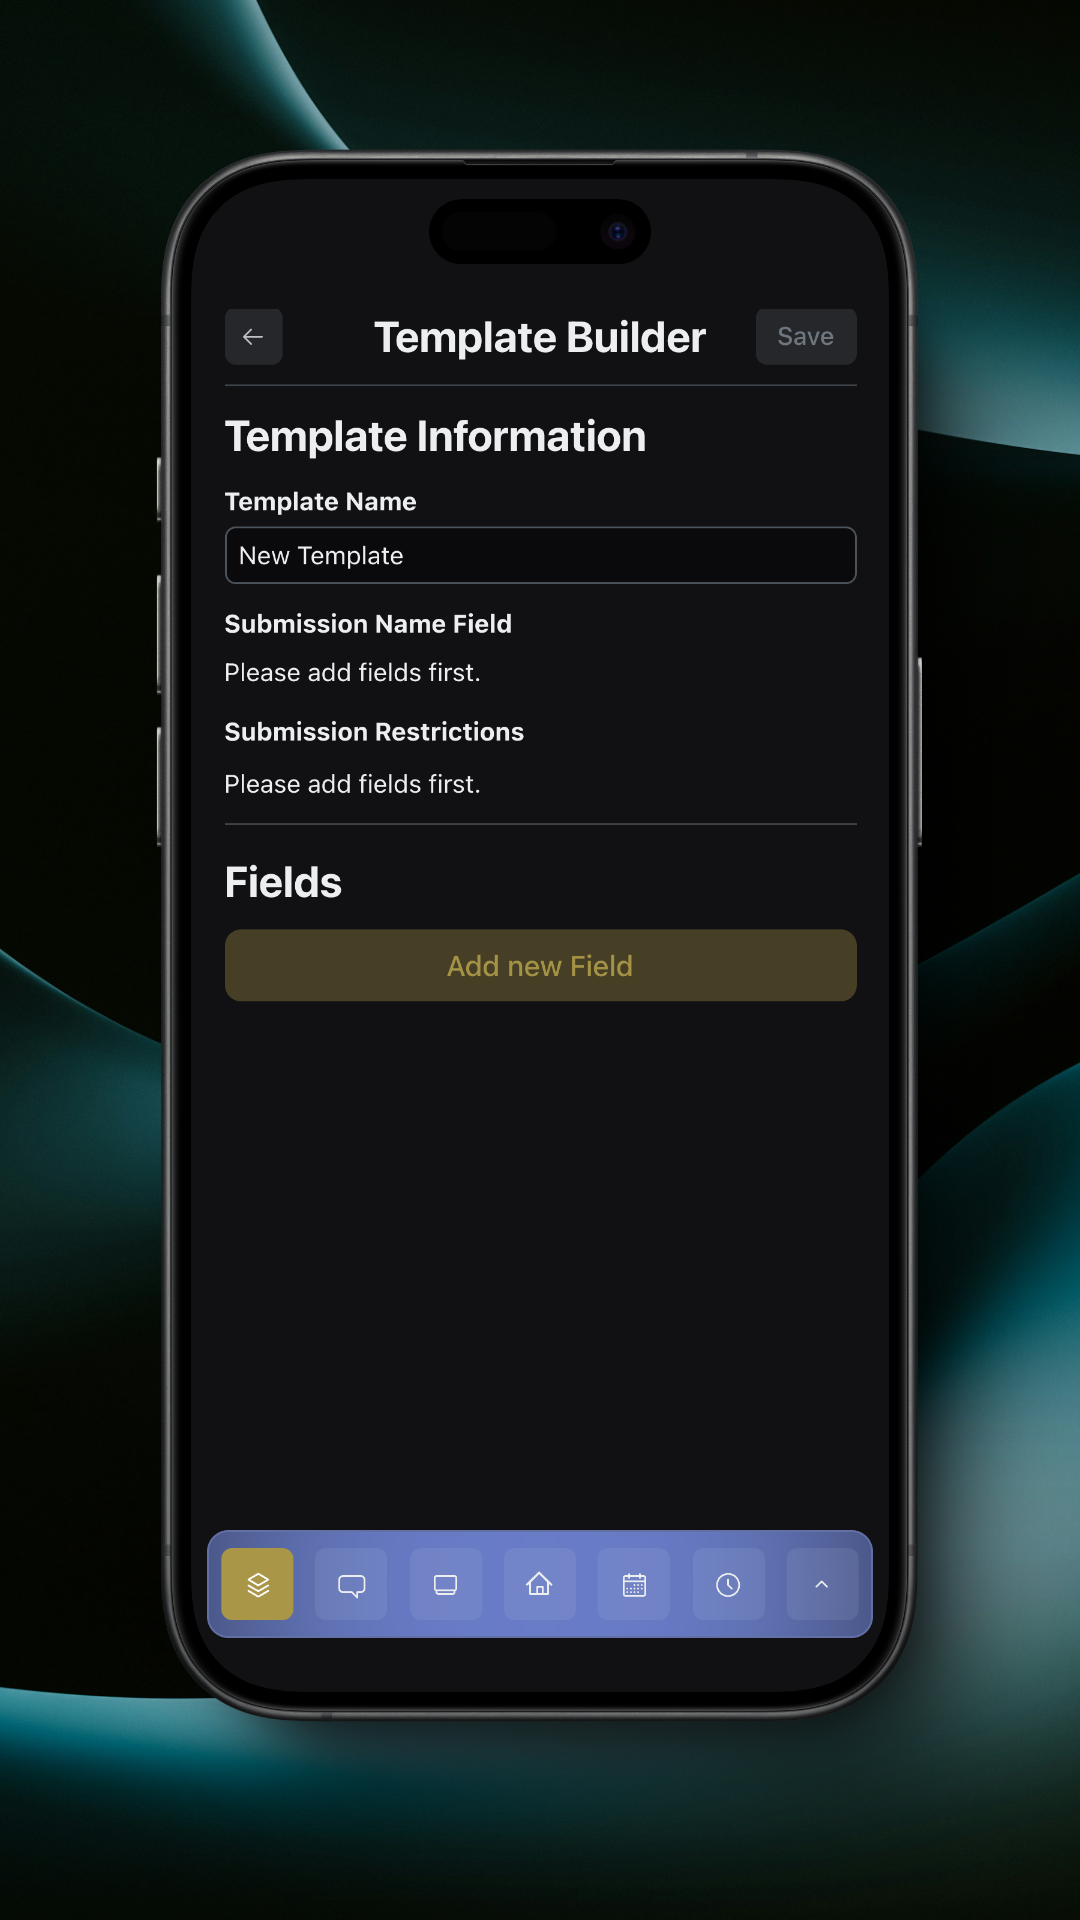 Template Builder
Save
Template Information
Template Name
New Template
Submission Name Field
Please add fields first.
Submission Restrictions
Please add fields first.
Fields
Add new Field